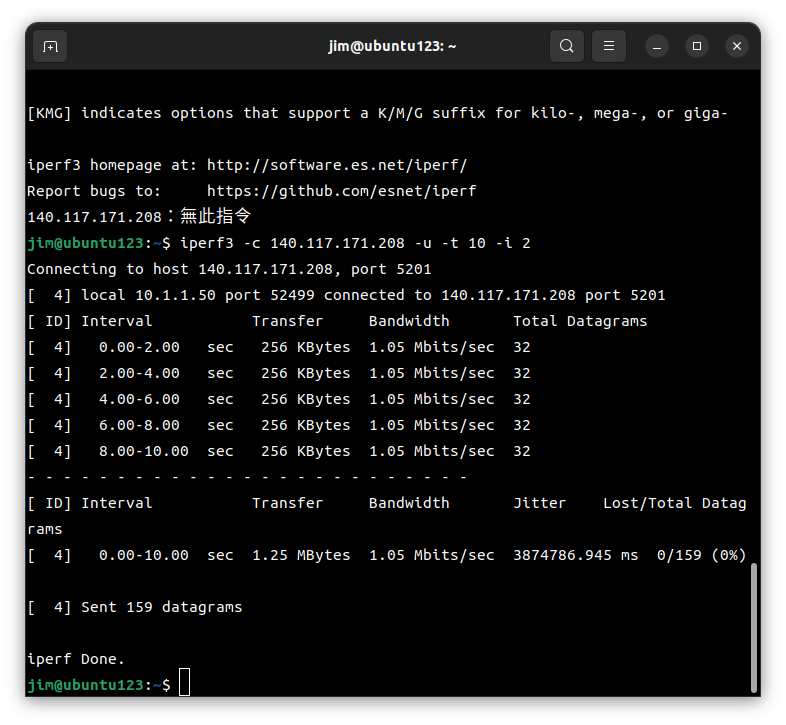 jim@ubuntu123: ~
[KMG] indicates options that support a K/M/G suffix for kilo-, mega-, or giga-
iperf3 homepage at: http://software.es.net/iperf/
Report bugs to:     https://github.com/esnet/iperf
140.117.171.208：無此指令
jim@ubuntu123:~$ iperf3 -c 140.117.171.208 -u -t 10 -i 2
Connecting to host 140.117.171.208, port 5201
[  4] local 10.1.1.50 port 52499 connected to 140.117.171.208 port 5201
[ ID] Interval           Transfer     Bandwidth       Total Datagrams
[  4]   0.00-2.00   sec   256 KBytes  1.05 Mbits/sec  32
[  4]   2.00-4.00   sec   256 KBytes  1.05 Mbits/sec  32
[  4]   4.00-6.00   sec   256 KBytes  1.05 Mbits/sec  32
[  4]   6.00-8.00   sec   256 KBytes  1.05 Mbits/sec  32
[  4]   8.00-10.00  sec   256 KBytes  1.05 Mbits/sec  32
- - - - - - - - - - - - - - - - - - - - - - - - -
[ ID] Interval           Transfer     Bandwidth       Jitter    Lost/Total Datag
rams
[  4]   0.00-10.00  sec  1.25 MBytes  1.05 Mbits/sec  3874786.945 ms  0/159 (0%)
[  4] Sent 159 datagrams
iperf Done.
jim@ubuntu123:~$